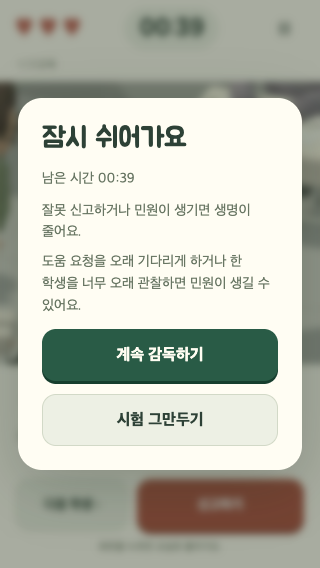 00:39
잠시 쉬어가요
남은 시간 00:39
잘못 신고하거나 민원이 생기면 생명이
줄어요.
도움 요청을 오래 기다리게 하거나 한
학생을 너무 오래 관찰하면 민원이 생길 수
있어요.
계속 감독하기
시험 그만두기